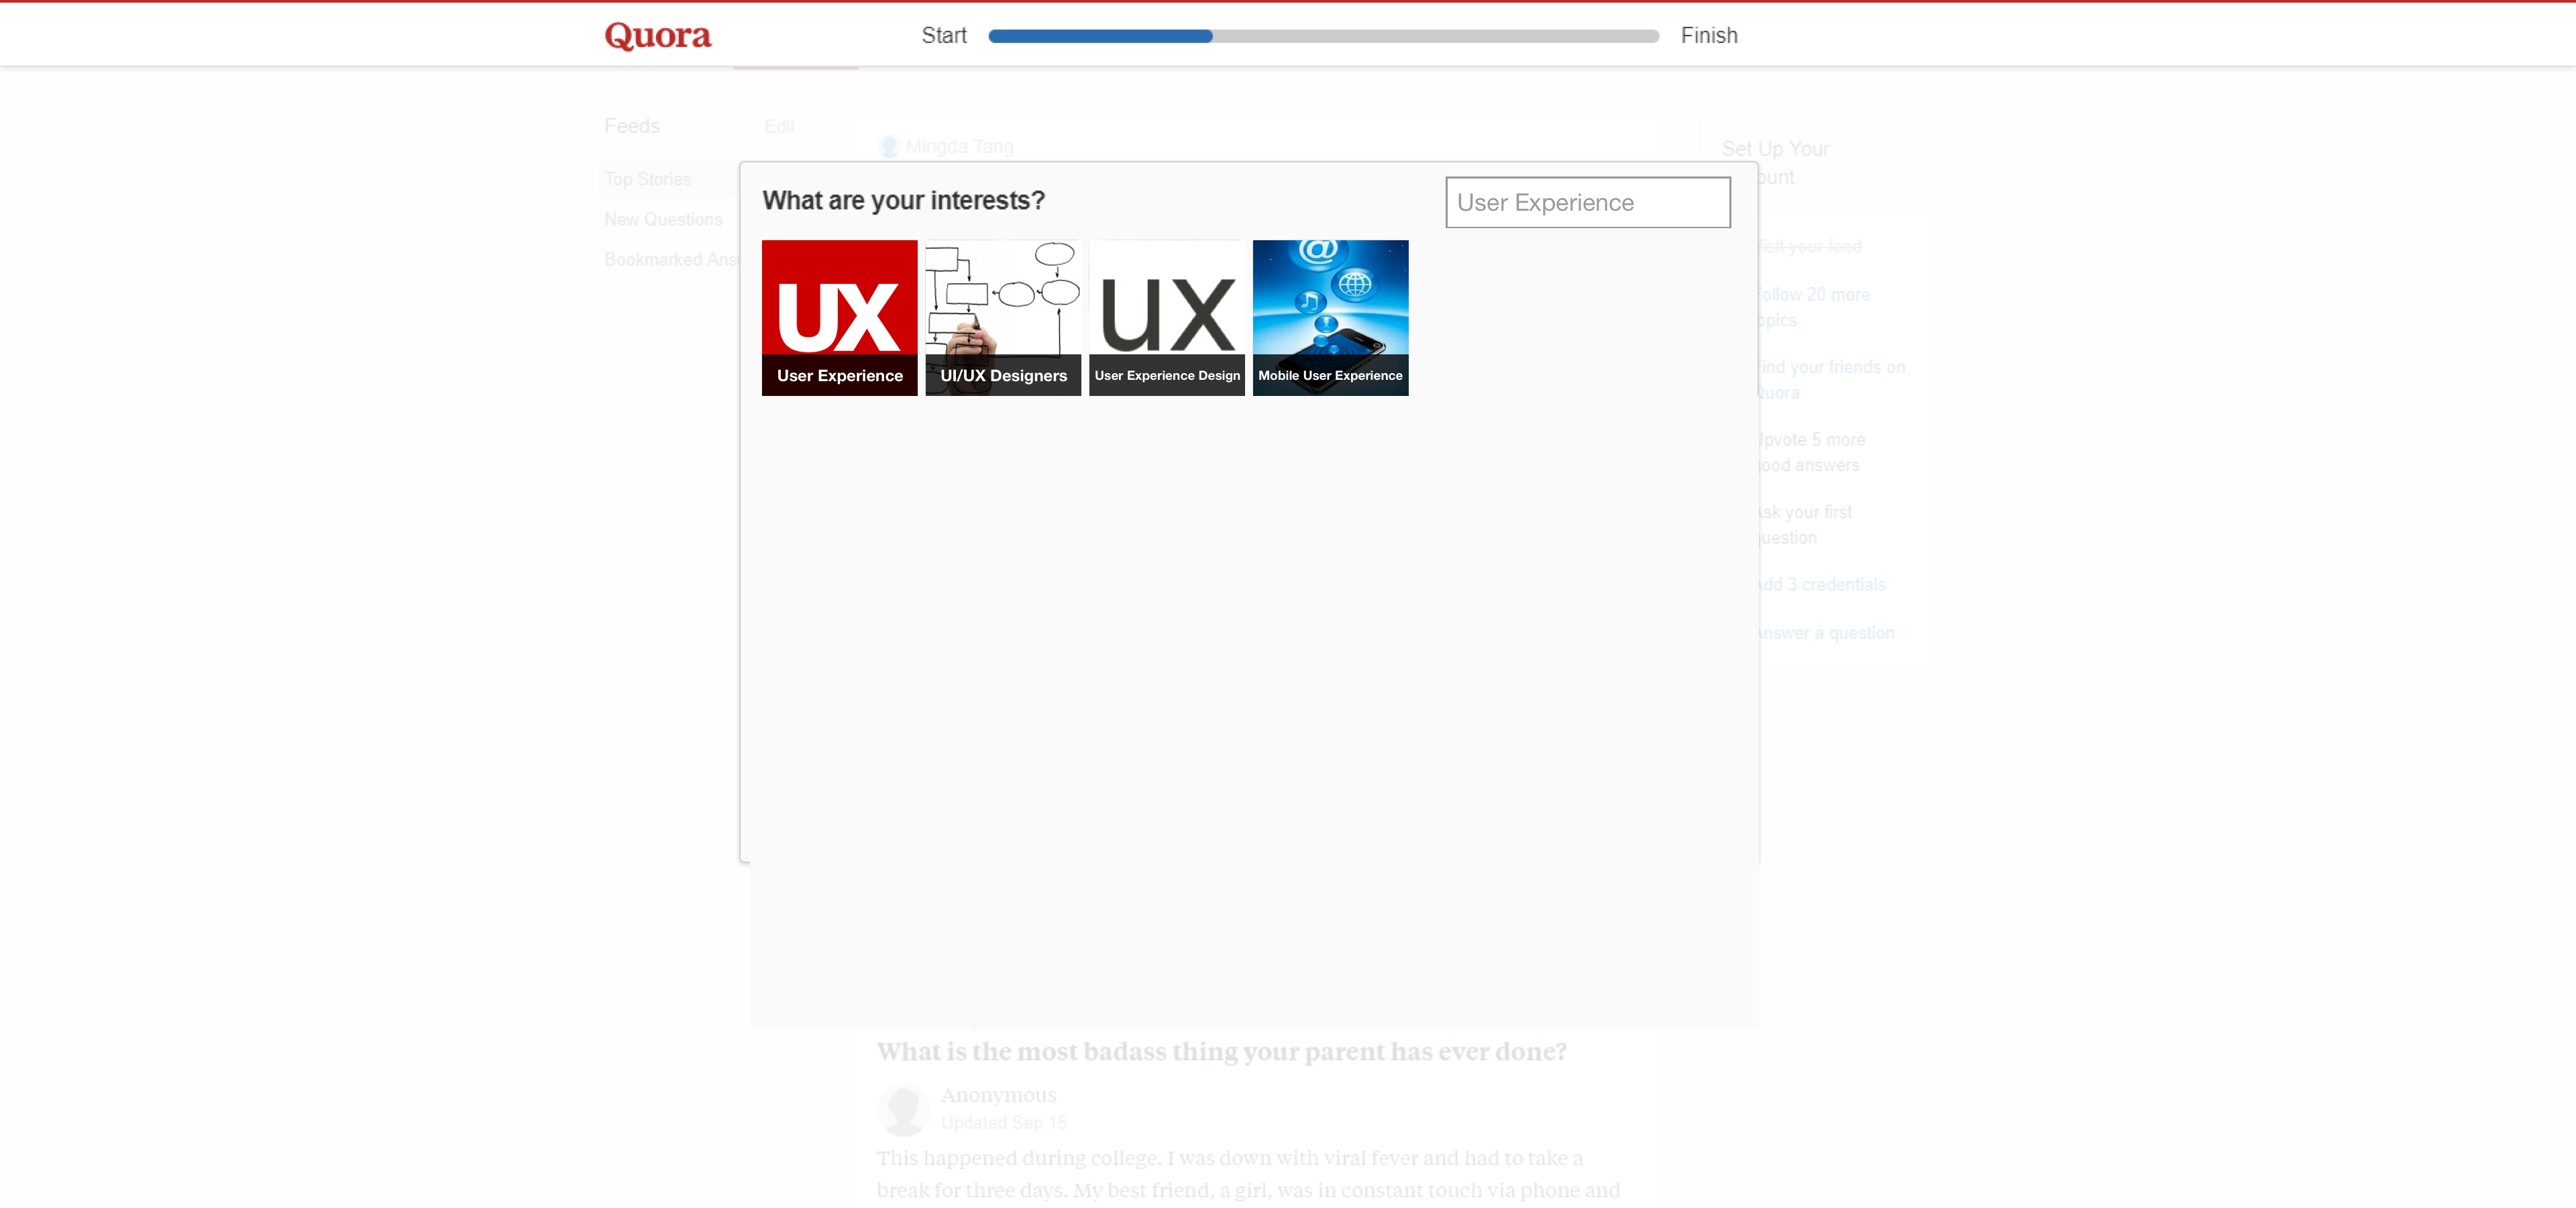 Quora
Start
Finish
Feeds
Edit
Top Stories
New Questions
Bookmarked Ans
Mingda Tang
What are your interests?
User Experience
UX
User Experience
UI/UX Designers
ux
User Experience Design
@
Mobile User Experience
Set Up Your
ount
isit your feed
ollow 20 more
opics
ind your friends on
uora
pvote 5 more
ood answers
sk your first
uestion
dd 3 credentials
nswer a question
What is the most badass thing your parent has ever done?
Anonymous
Updated Sep 15
This happened during college. I was down with viral fever and had to take a
break for three days. My best friend, a girl, was in constant touch via phone and